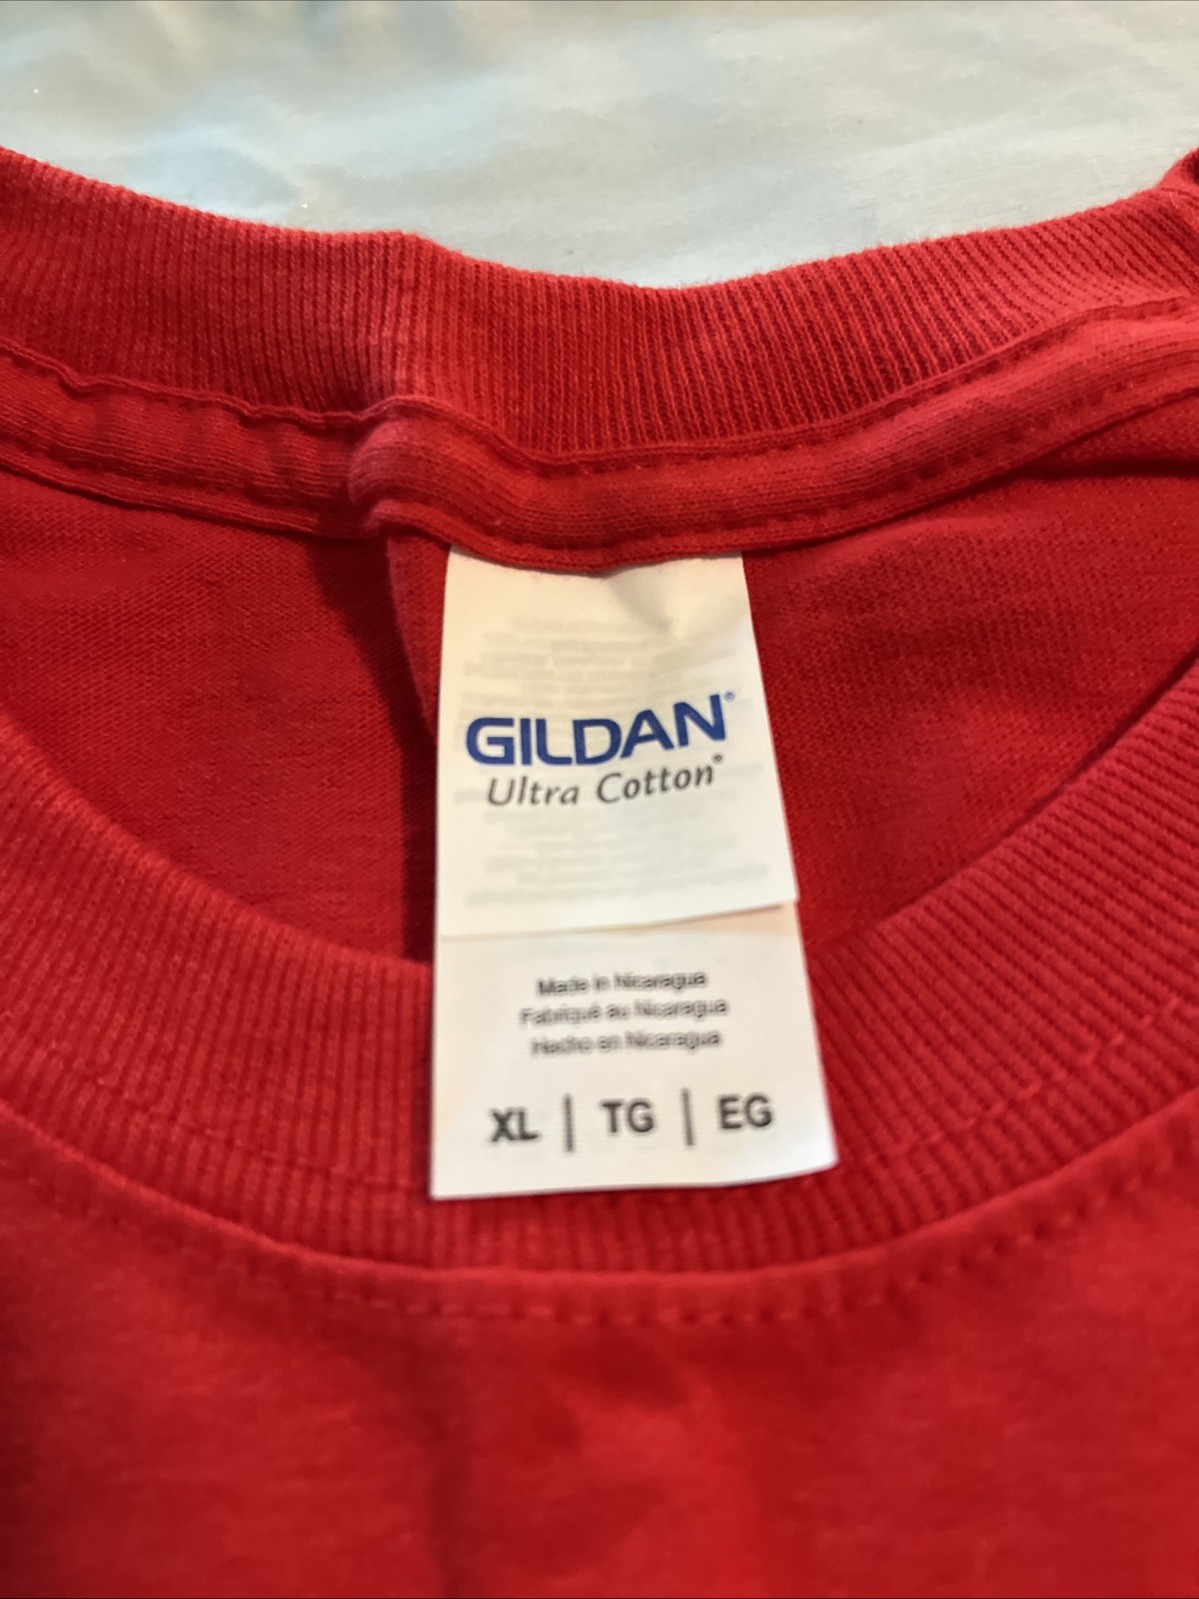 GILDAN®
Ultra Cotton®
Made in Nicaragua
Fabriqué au Nicaragua
Hecho en Nicaragua
XL | TG | EG